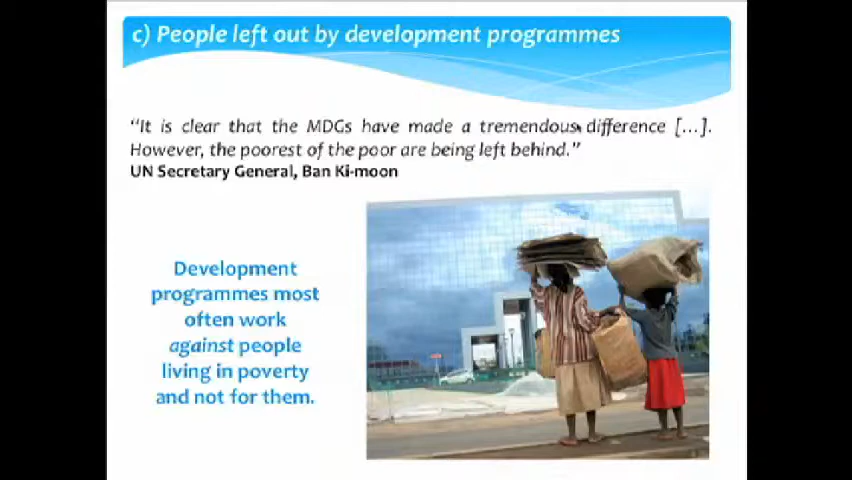 c) People left out by development programmes
“It is clear that the MDGs have made a tremendous difference [...].
However, the poorest of the poor are being left behind.”
UN Secretary General, Ban Ki-moon
Development
programmes most
often work
against people
living in poverty
and not for them.